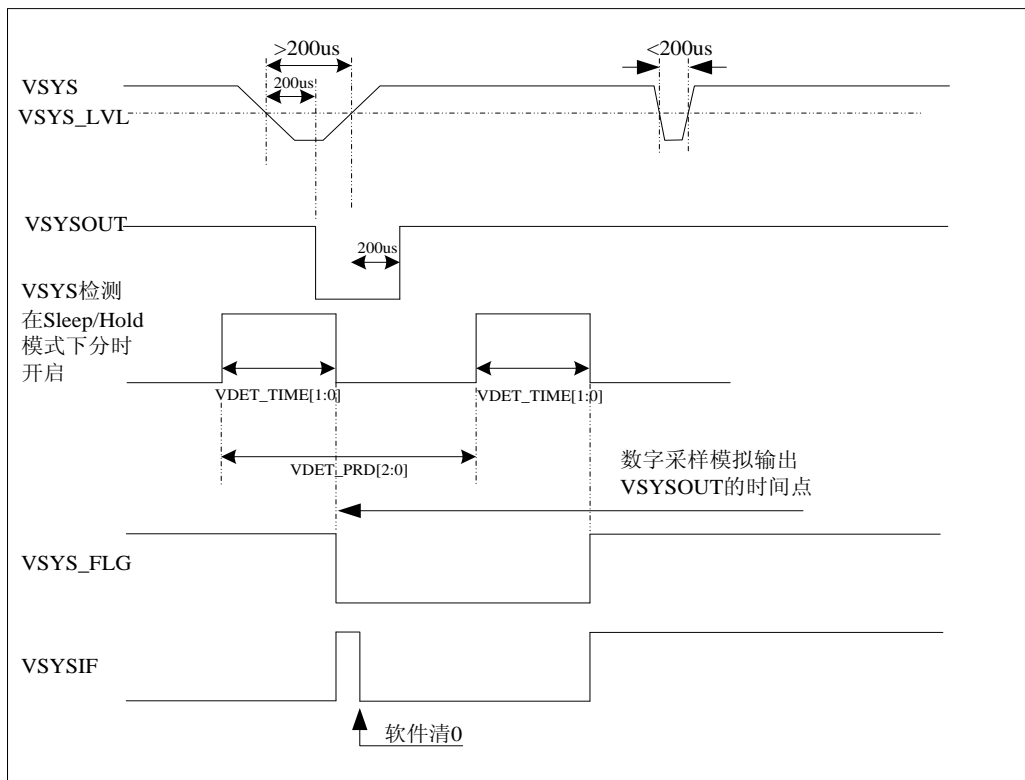 >200us
<200us
VSYS
200us
VSYS_LVL
VSYSOUT
200us
VSYS检测
在Sleep/Hold
模式下分时
开启
VDET_TIME[1:0]
VDET_TIME[1:0]
VDET_PRD[2:0]
数字采样模拟输出
VSYSOUT的时间点
VSYS_FLG
VSYSIF
软件清0